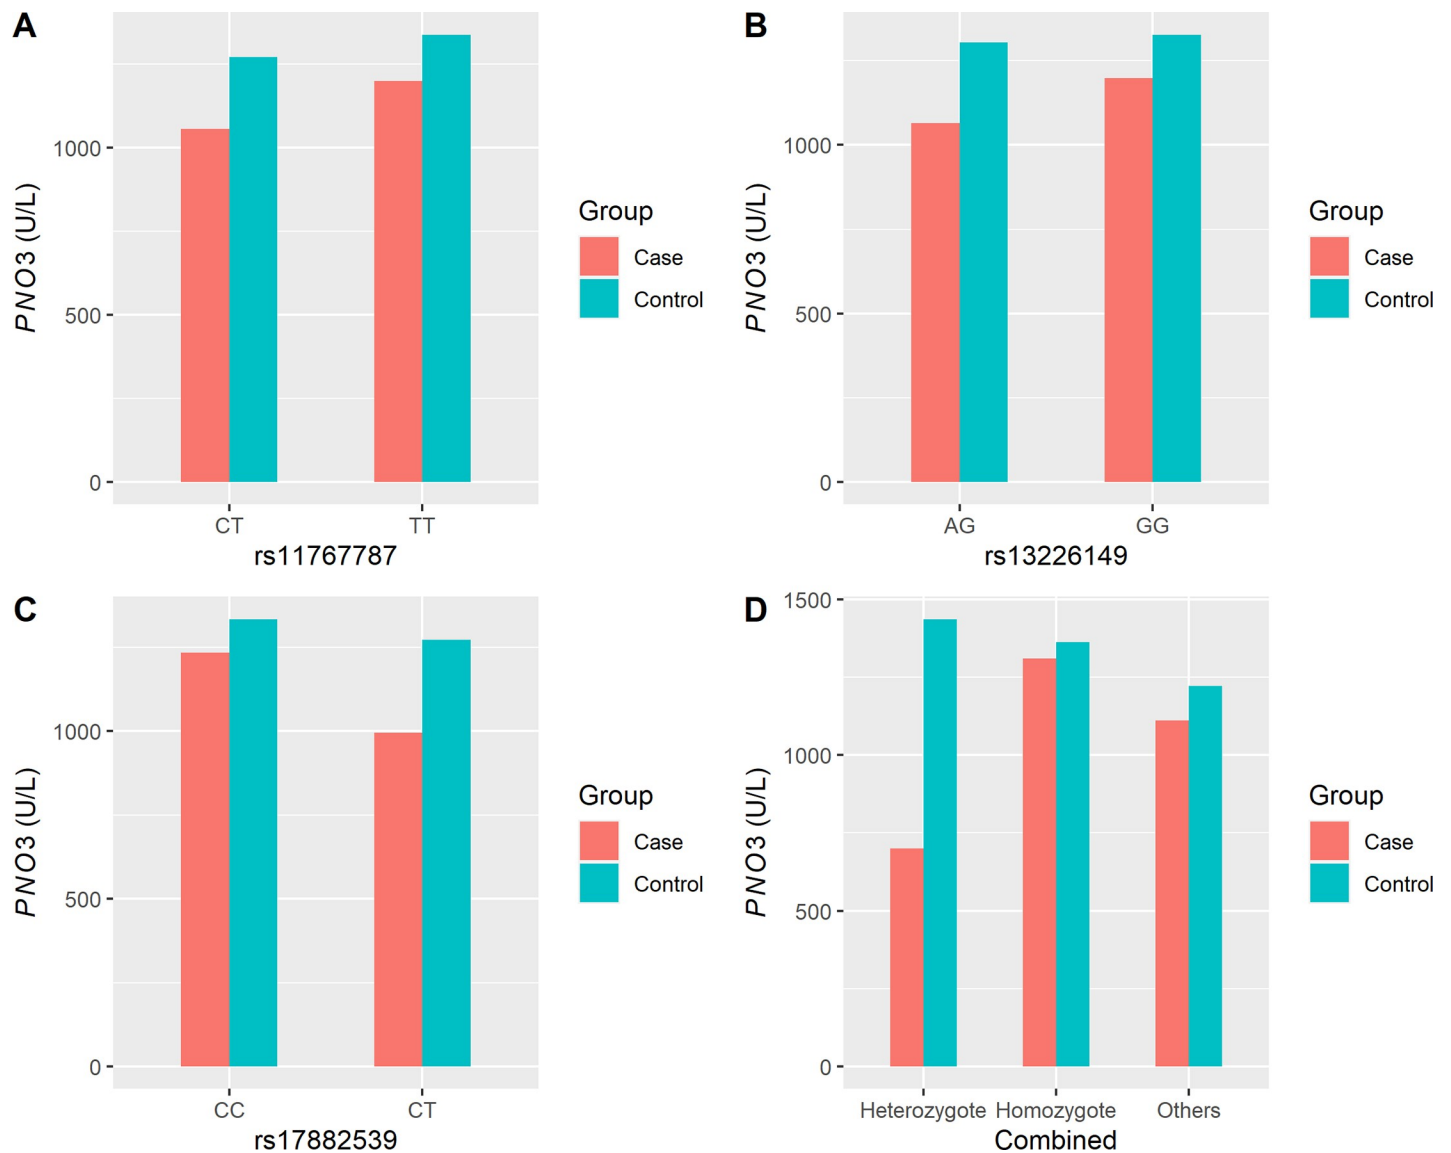 A
PNO3 (U/L)
1000
500
0
CT
TT
rs11767787
Group
Case
Control
B
PNO3 (U/L)
1000
500
0
AG
GG
rs13226149
Group
Case
Control
C
PNO3 (U/L)
1000
500
0
CC
CT
rs17882539
Group
Case
Control
D
PNO3 (U/L)
1500
1000
500
0
Heterozygote
Homozygote
Others
Combined
Group
Case
Control